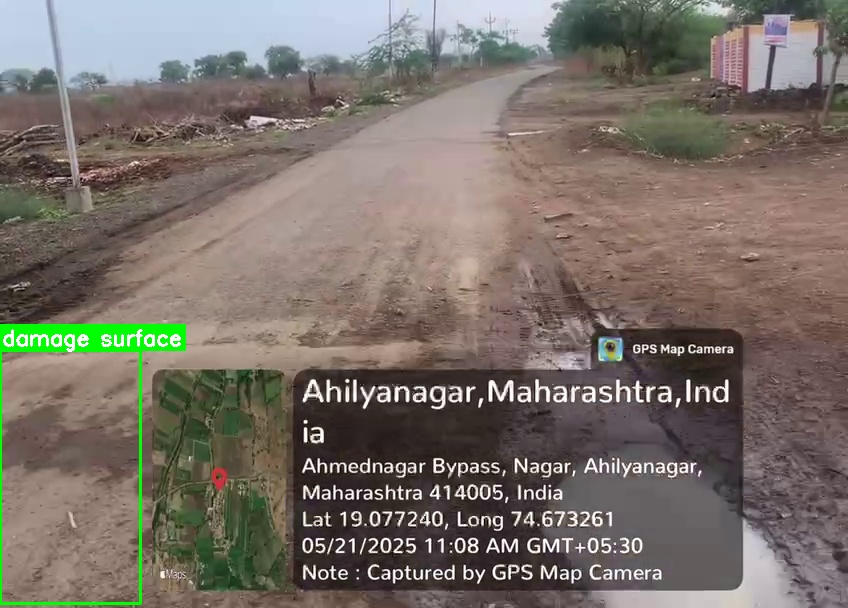 damage surface
GPS Map Camera
Ahilyanagar,Maharashtra,Ind
ia
Ahmednagar Bypass, Nagar, Ahilyanagar,
Maharashtra 414005, India
Lat 19.077240, Long 74.673261
05/21/2025 11:08 AM GMT+05:30
Note : Captured by GPS Map Camera
Maps